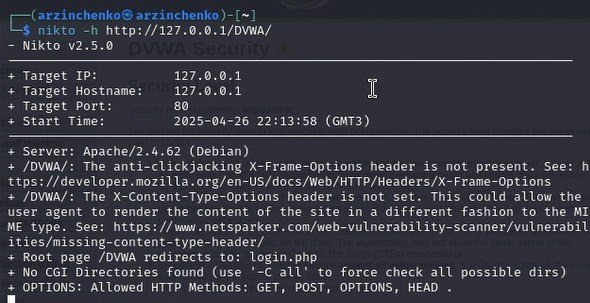 (arzinchenko㉿arzinchenko)-[~]
$ nikto -h http://127.0.0.1/DVWA/
- Nikto v2.5.0
+ Target IP: 127.0.0.1
+ Target Hostname: 127.0.0.1
+ Target Port: 80
+ Start Time: 2025-04-26 22:13:58 (GMT3)
+ Server: Apache/2.4.62 (Debian)
+ /DVWA/: The anti-clickjacking X-Frame-Options header is not present. See: h
ttps://developer.mozilla.org/en-US/docs/Web/HTTP/Headers/X-Frame-Options
+ /DVWA/: The X-Content-Type-Options header is not set. This could allow the
user agent to render the content of the site in a different fashion to the MI
ME type. See: https://www.netsparker.com/web-vulnerability-scanner/vulnerabil
ities/missing-content-type-header/
+ Root page /DVWA redirects to: login.php
+ No CGI Directories found (use '-C all' to force check all possible dirs)
+ OPTIONS: Allowed HTTP Methods: GET, POST, OPTIONS, HEAD .